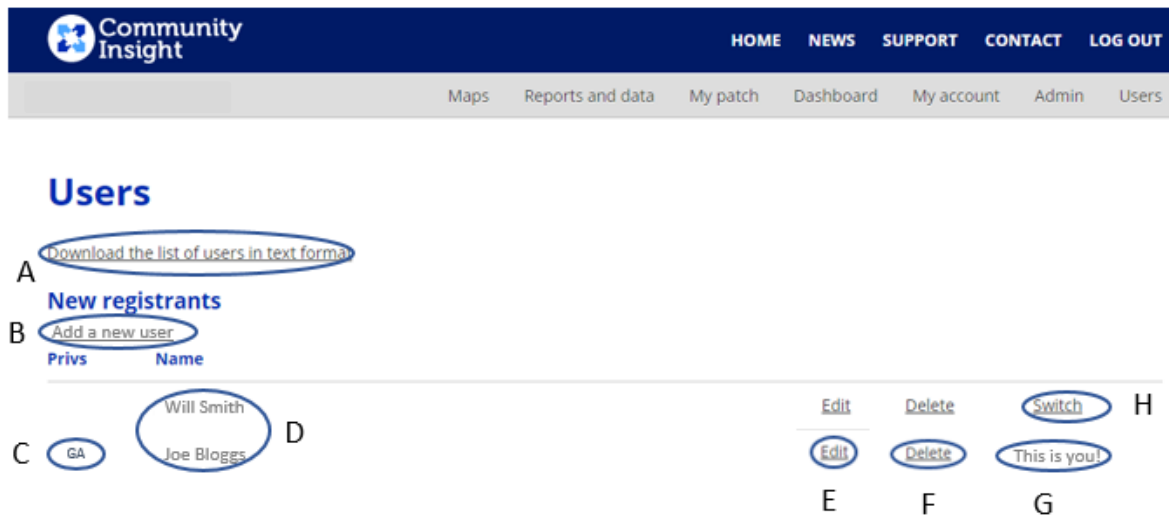 Community
Insight
HOME NEWS SUPPORT CONTACT LOG OUT
Maps Reports and data My patch Dashboard My account Admin Users
Users
Download the list of users in text format
A
New registrants
B Add a new user
Privs Name
Will Smith Edit Delete Switch H
D
C GA Joe Bloggs Edit Delete This is you!
E F G